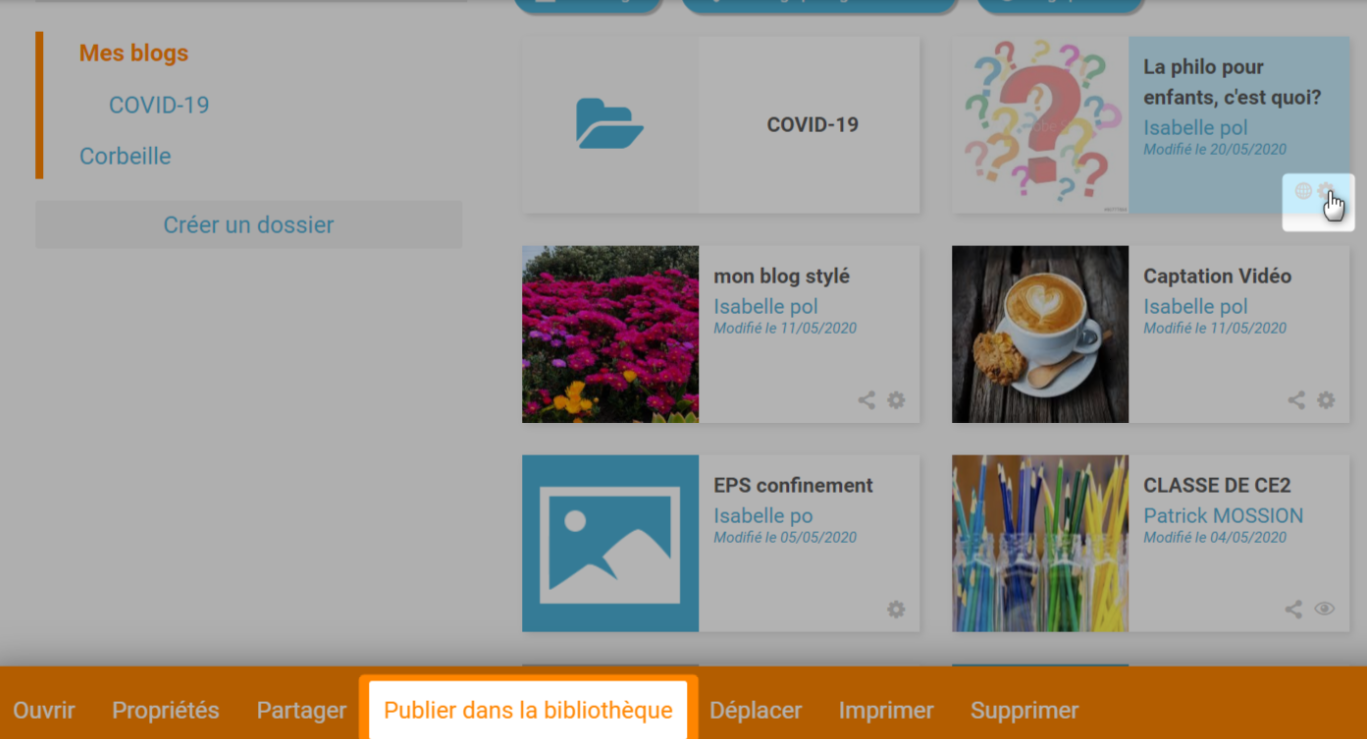 Mes blogs
COVID-19
Corbeille
Créer un dossier
COVID-19
La philo pour
enfants, c'est quoi?
Isabelle pol
Modifié le 20/05/2020
mon blog stylé
Isabelle pol
Modifié le 11/05/2020
Captation Vidéo
Isabelle pol
Modifié le 11/05/2020
EPS confinement
Isabelle po
Modifié le 05/05/2020
CLASSE DE CE2
Patrick MOSSION
Modifié le 04/05/2020
Ouvrir Propriétés Partager Publier dans la bibliothèque Déplacer Imprimer Supprimer